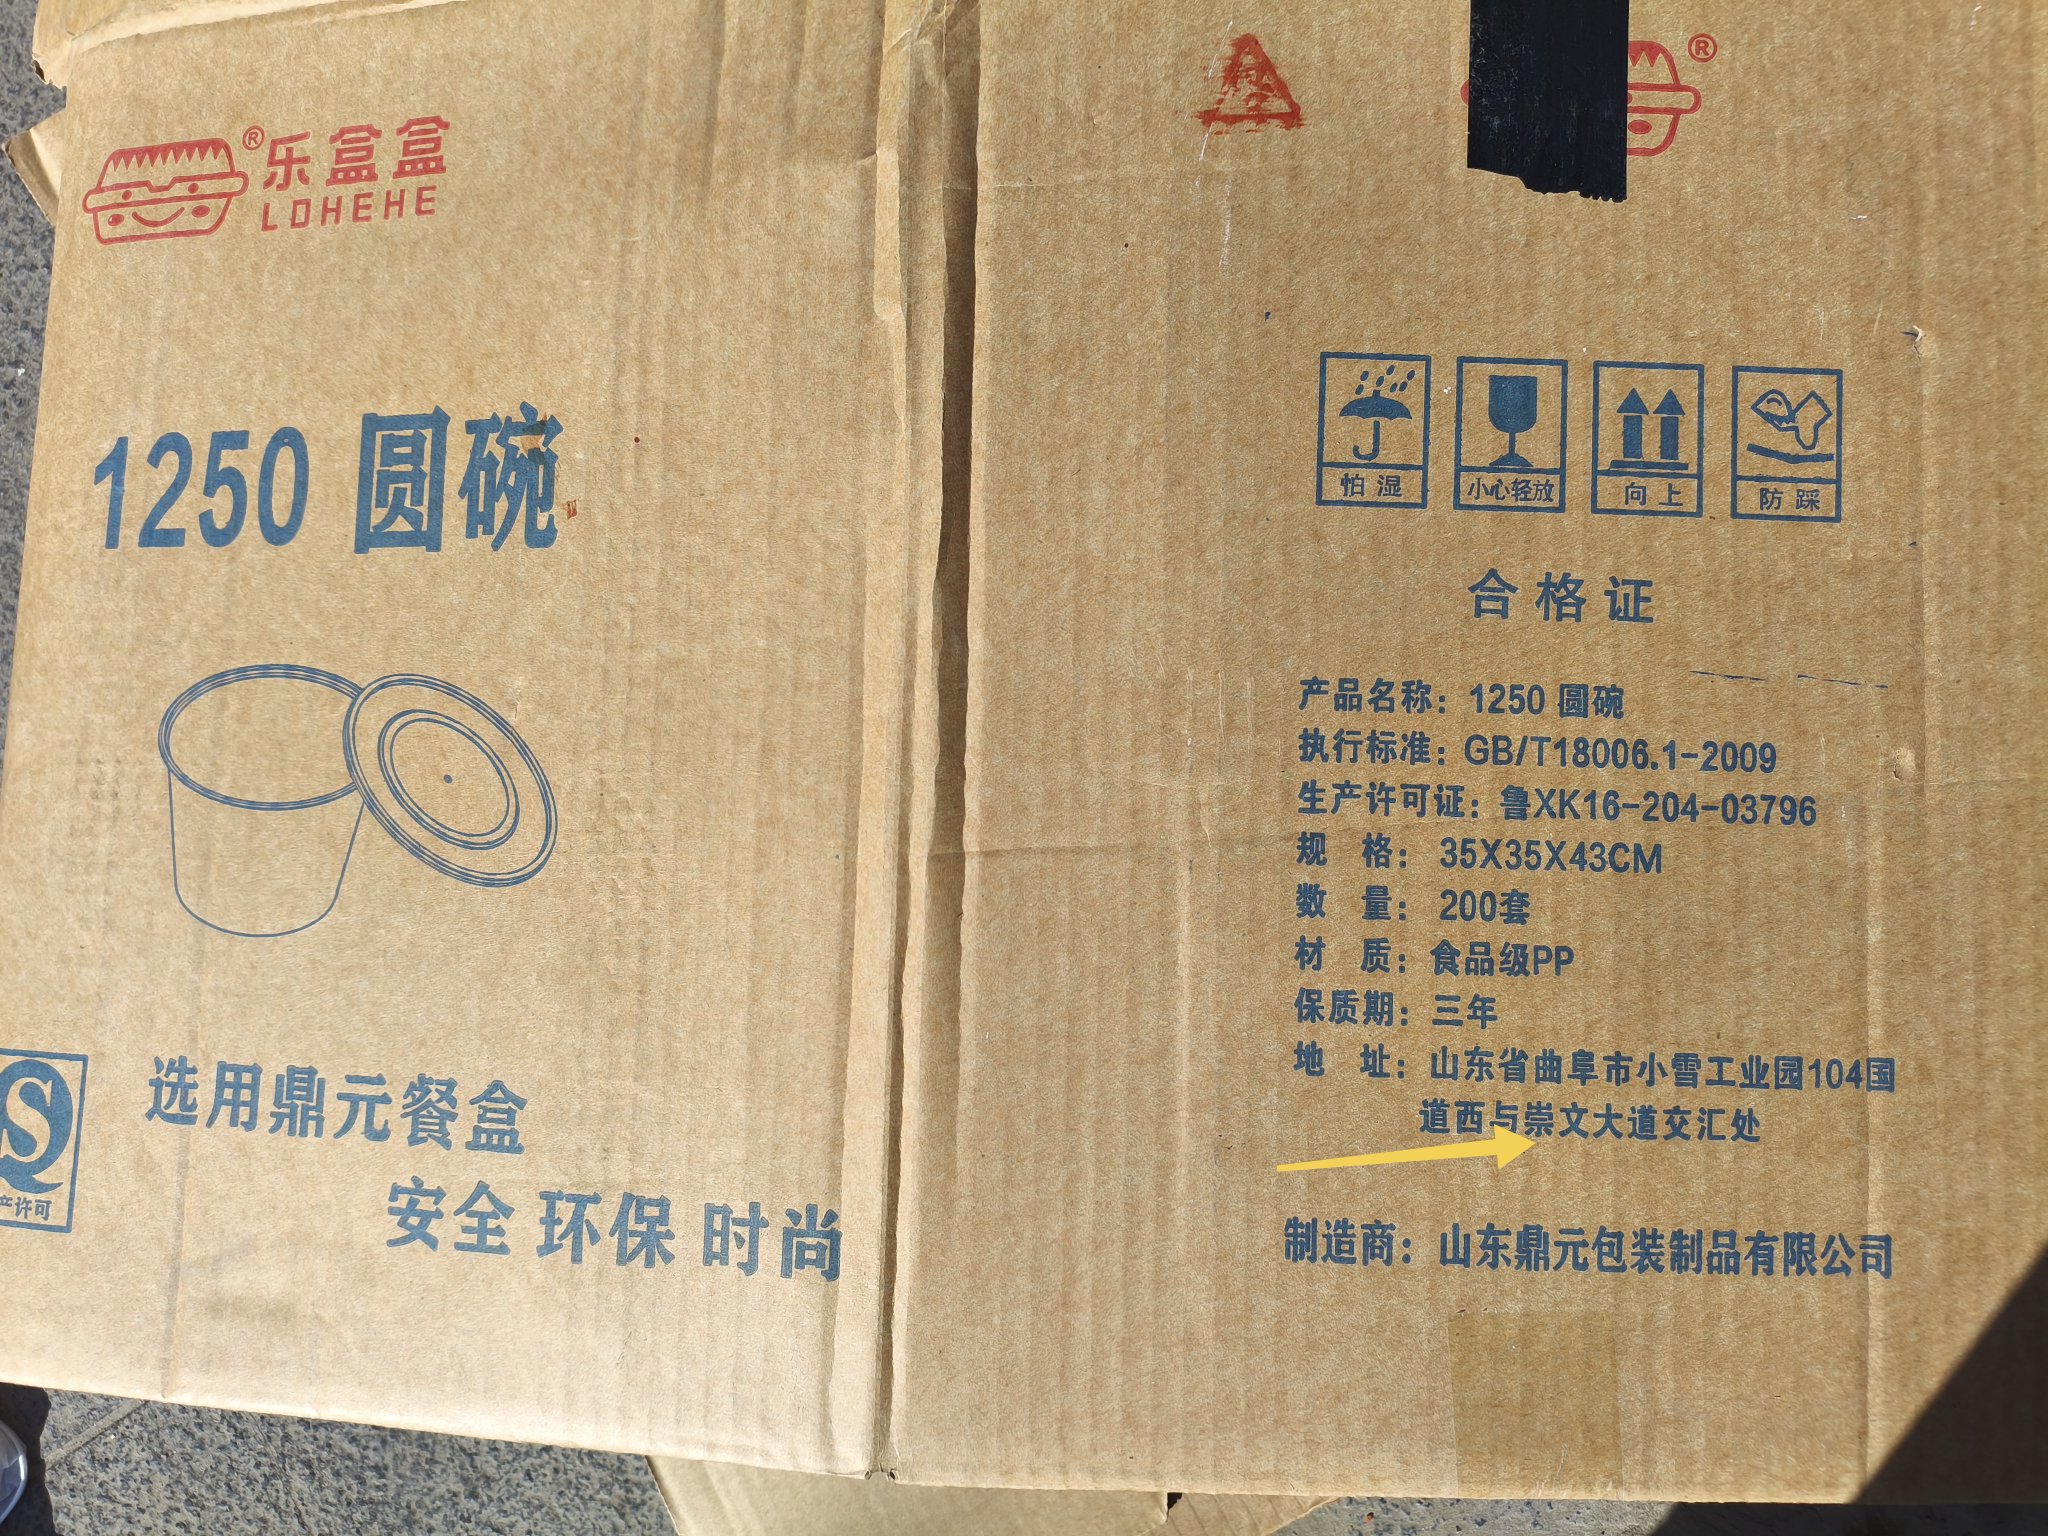 ®乐盒盒
LOHEHE
1250 圆碗
选用鼎元餐盒
安全 环保 时尚
产许可
®
怕湿
小心轻放
向上
防踩
合格证
产品名称：1250 圆碗
执行标准：GB/T18006.1-2009
生产许可证：鲁XK16-204-03796
规 格：35X35X43CM
数 量：200套
材 质：食品级PP
保质期：三年
地 址：山东省曲阜市小雪工业园104国
道西与崇文大道交汇处
制造商：山东鼎元包装制品有限公司